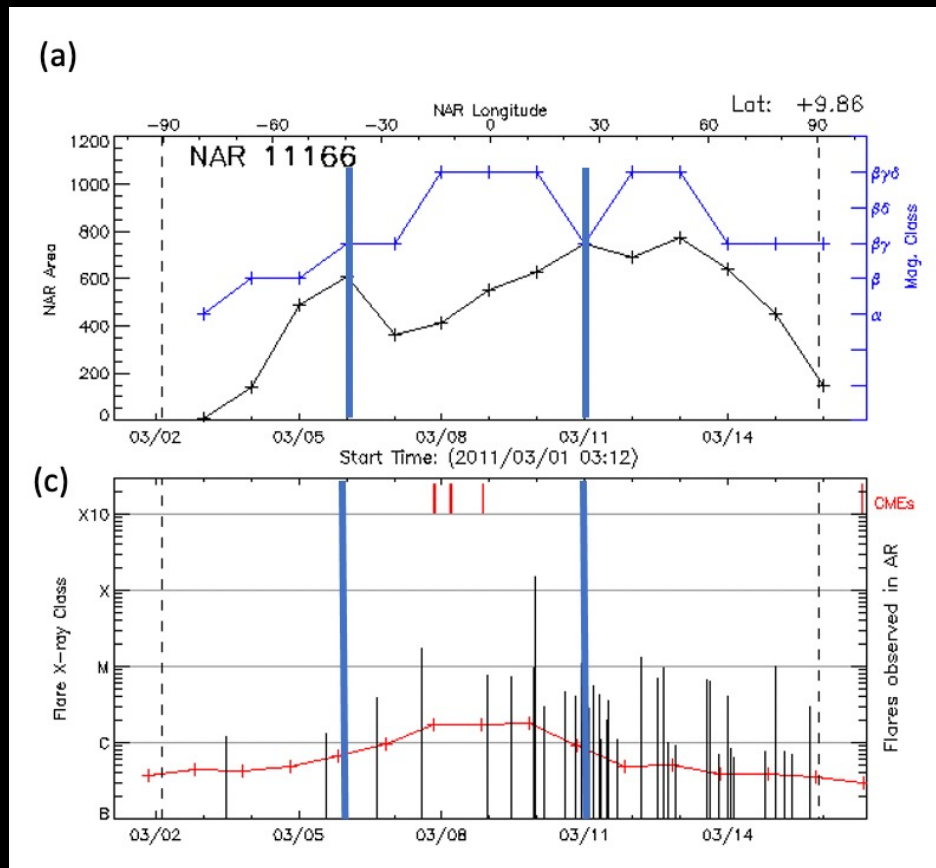 (a)
NAR Longitude
Lat: +9.86
-90 -60 -30 0 30 60 90
NAR 11166
1200
1000
800
600
400
200
0
NAR Area
βγδ
βδ
βγ
β
α
Mag. Class
03/02 03/05 03/08 03/11 03/14
Start Time: (2011/03/01 03:12)
(c)
CMEs
X10
X
M
C
B
Flare X-ray Class
Flares observed in AR
03/02 03/05 03/08 03/11 03/14